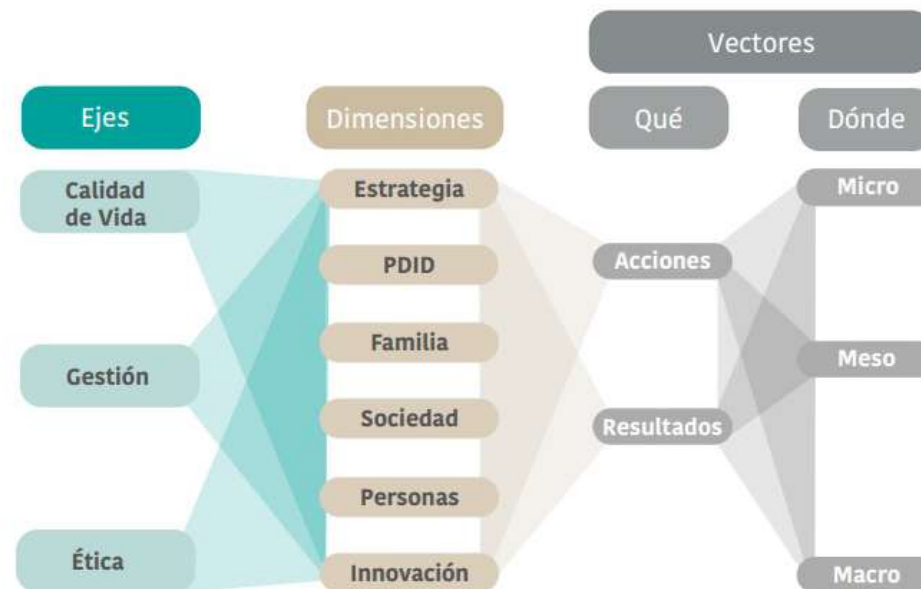 Vectores
Ejes
Dimensiones
Qué
Dónde
Calidad
de Vida
Gestión
Ética
Estrategia
PDID
Familia
Sociedad
Personas
Innovación
Acciones
Resultados
Micro
Meso
Macro